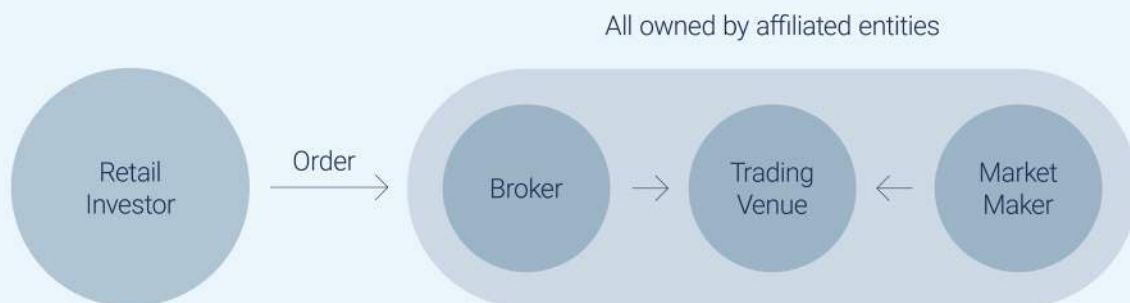 All owned by affiliated entities
Retail
Investor
Order
Broker
Trading
Venue
Market
Maker